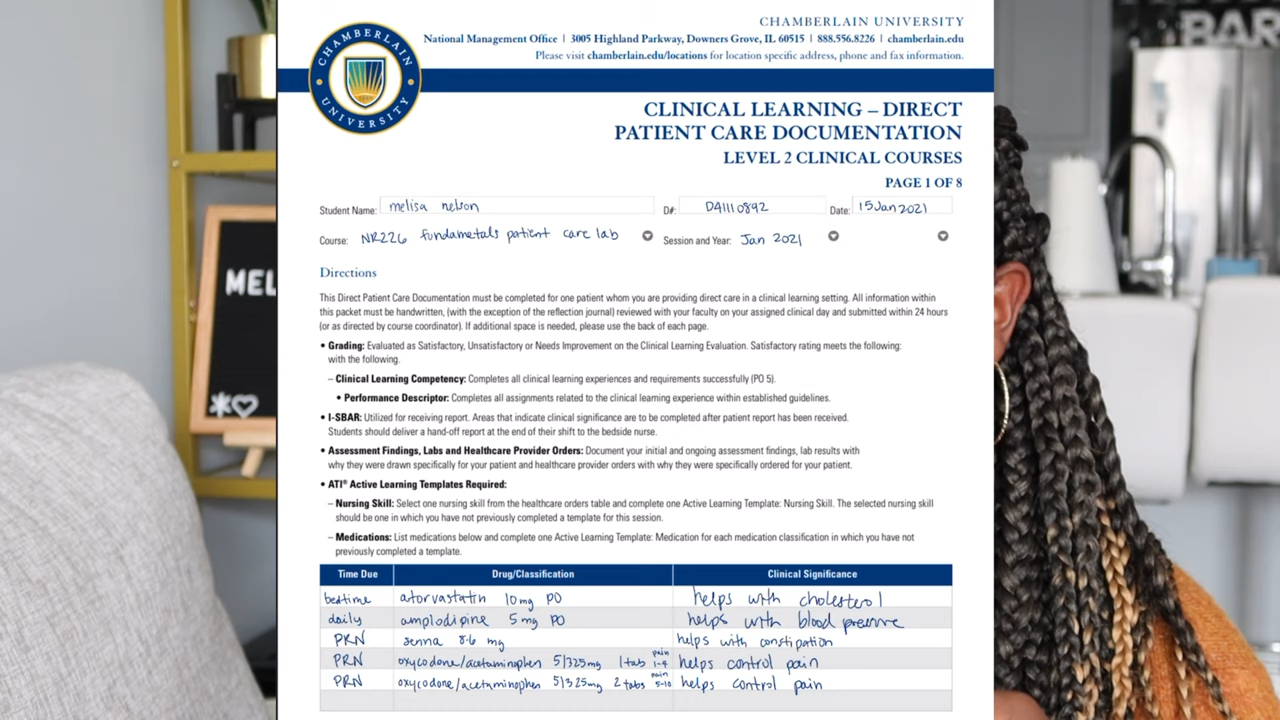 BAR
MEL
CHAMBERLAIN
UNIVERSITY
CHAMBERLAIN UNIVERSITY
National Management Office | 3005 Highland Parkway, Downers Grove, IL 60515 | 888.556.8226 | chamberlain.edu
Please visit chamberlain.edu/locations for location specific address, phone and fax information.
CLINICAL LEARNING – DIRECT
PATIENT CARE DOCUMENTATION
LEVEL 2 CLINICAL COURSES
PAGE 1 OF 8
Student Name: melisa nelson D#: D41110892 Date: 15Jan2021
Course: NR226 fundametals patient care lab Session and Year: Jan 2021
Directions
This Direct Patient Care Documentation must be completed for one patient whom you are providing direct care in a clinical learning setting. All information within
this packet must be handwritten, (with the exception of the reflection journal) reviewed with your faculty on your assigned clinical day and submitted within 24 hours
(or as directed by course coordinator). If additional space is needed, please use the back of each page.
• Grading: Evaluated as Satisfactory, Unsatisfactory or Needs Improvement on the Clinical Learning Evaluation. Satisfactory rating meets the following:
with the following.
– Clinical Learning Competency: Completes all clinical learning experiences and requirements successfully (PO 5).
• Performance Descriptor: Completes all assignments related to the clinical learning experience within established guidelines.
• I-SBAR: Utilized for receiving report. Areas that indicate clinical significance are to be completed after patient report has been received.
Students should deliver a hand-off report at the end of their shift to the bedside nurse.
• Assessment Findings, Labs and Healthcare Provider Orders: Document your initial and ongoing assessment findings, lab results with
why they were drawn specifically for your patient and healthcare provider orders with why they were specifically ordered for your patient.
• ATI® Active Learning Templates Required:
– Nursing Skill: Select one nursing skill from the healthcare orders table and complete one Active Learning Template: Nursing Skill. The selected nursing skill
should be one in which you have not previously completed a template for this session.
– Medications: List medications below and complete one Active Learning Template: Medication for each medication classification in which you have not
previously completed a template.
Time Due Drug/Classification Clinical Significance
bedtime atorvastatin 10mg PO helps with cholesterol
daily amplodipine 5mg PO helps with blood pressure
PRN senna 8.6 mg helps with constipation
PRN oxycodone/acetaminophen 5/325mg 1tab pain 1-4 helps control pain
PRN oxycodone/acetaminophen 5/325mg 2 tabs pain 5-10 helps control pain